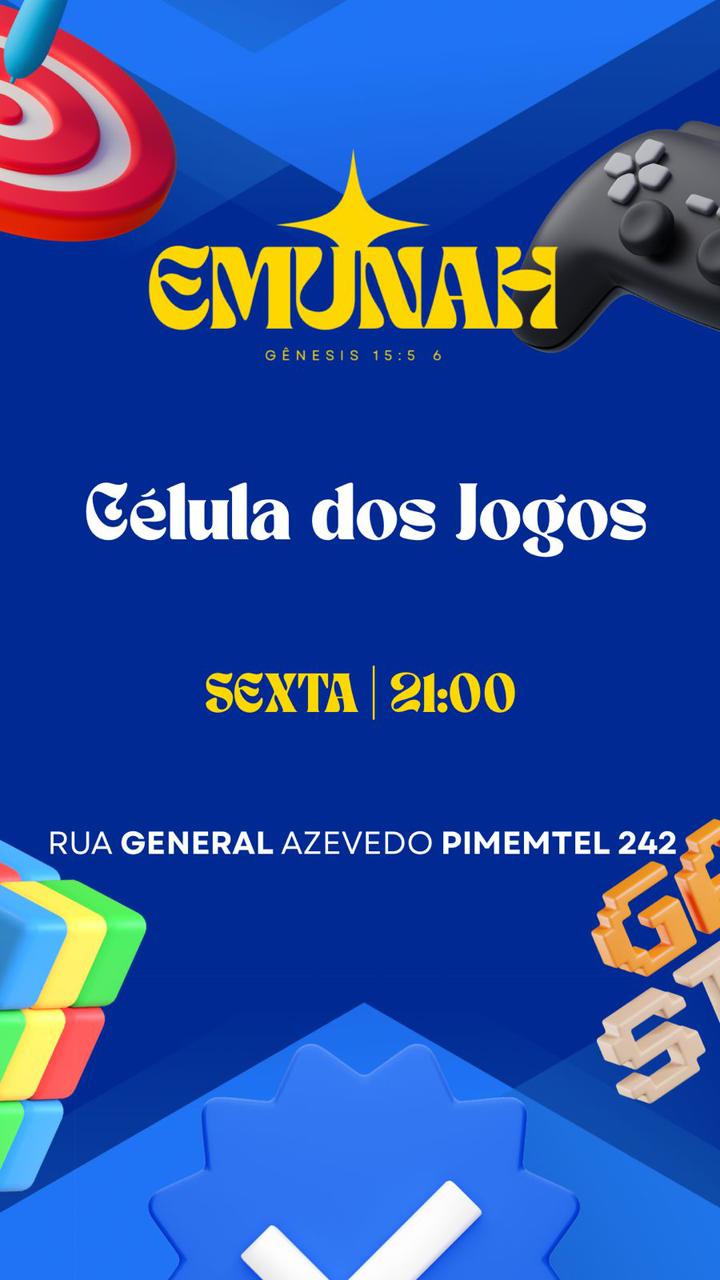 EMUNAH
GÊNESIS 15:5 6
Célula dos Jogos
SEXTA | 21:00
RUA GENERAL AZEVEDO PIMEMTEL 242